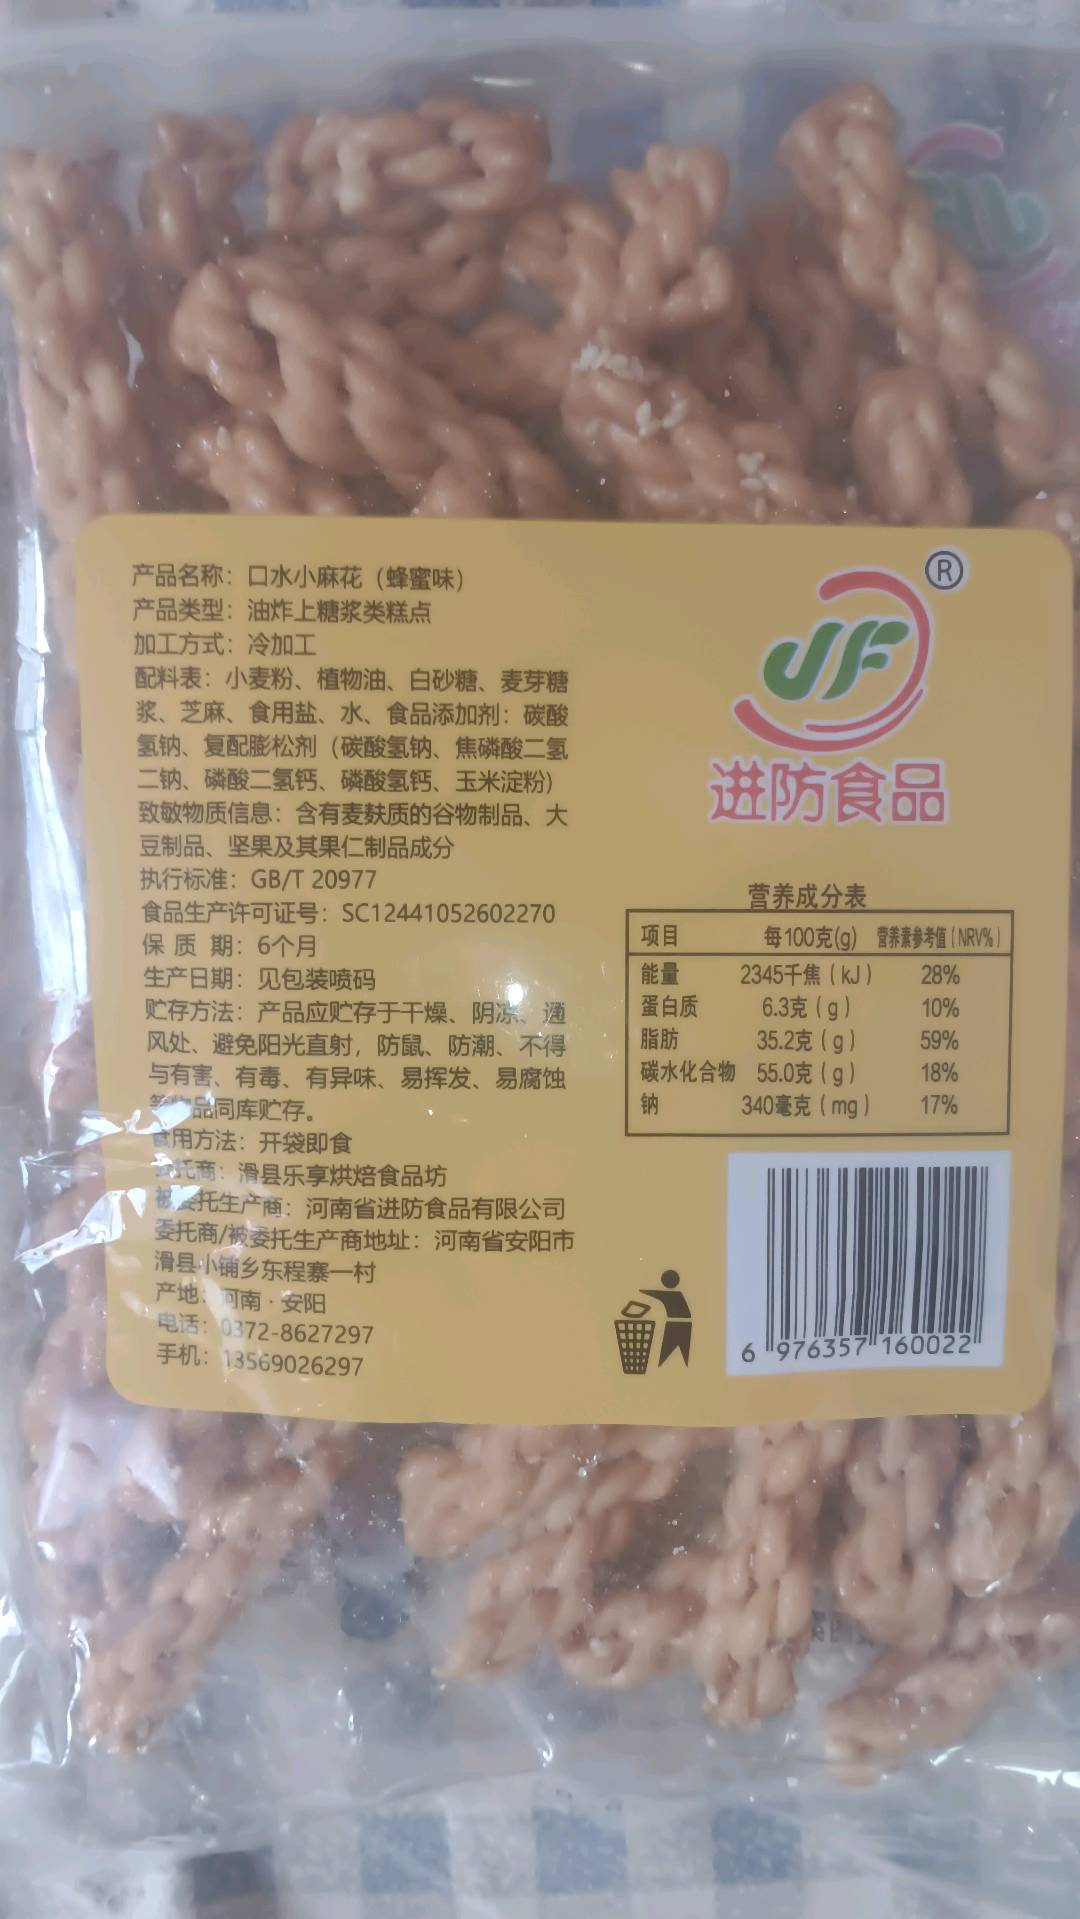 产品名称：口水小麻花（蜂蜜味）
产品类型：油炸上糖浆类糕点
加工方式：冷加工
配料表：小麦粉、植物油、白砂糖、麦芽糖
浆、芝麻、食用盐、水、食品添加剂：碳酸
氢钠、复配膨松剂（碳酸氢钠、焦磷酸二氢
二钠、磷酸二氢钙、磷酸氢钙、玉米淀粉）
致敏物质信息：含有麦麸质的谷物制品、大
豆制品、坚果及其果仁制品成分
执行标准：GB/T 20977
食品生产许可证号：SC12441052602270
保 质 期：6个月
生产日期：见包装喷码
贮存方法：产品应贮存于干燥、阴凉、通
风处、避免阳光直射，防鼠、防潮、不得
与有害、有毒、有异味、易挥发、易腐蚀
等物品同库贮存。
食用方法：开袋即食
委托商：滑县乐享烘焙食品坊
被委托生产商：河南省进防食品有限公司
委托商/被委托生产商地址：河南省安阳市
滑县小铺乡东程寨一村
产地：河南·安阳
电话：0372-8627297
手机：13569026297
®
JF
进防食品
营养成分表
项目 每100克(g) 营养素参考值（NRV%）
能量 2345千焦（kJ） 28%
蛋白质 6.3克（g） 10%
脂肪 35.2克（g） 59%
碳水化合物 55.0克（g） 18%
钠 340毫克（mg） 17%
6 976357 160022